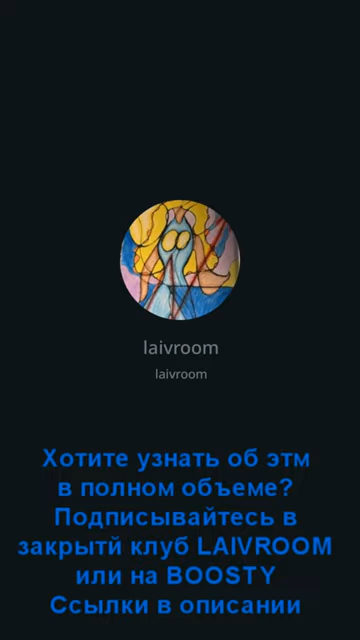 laivroom
laivroom
Хотите узнать об этм
в полном объеме?
Подписывайтесь в
закрытй клуб LAIVROOM
или на BOOSTY
Ссылки в описании